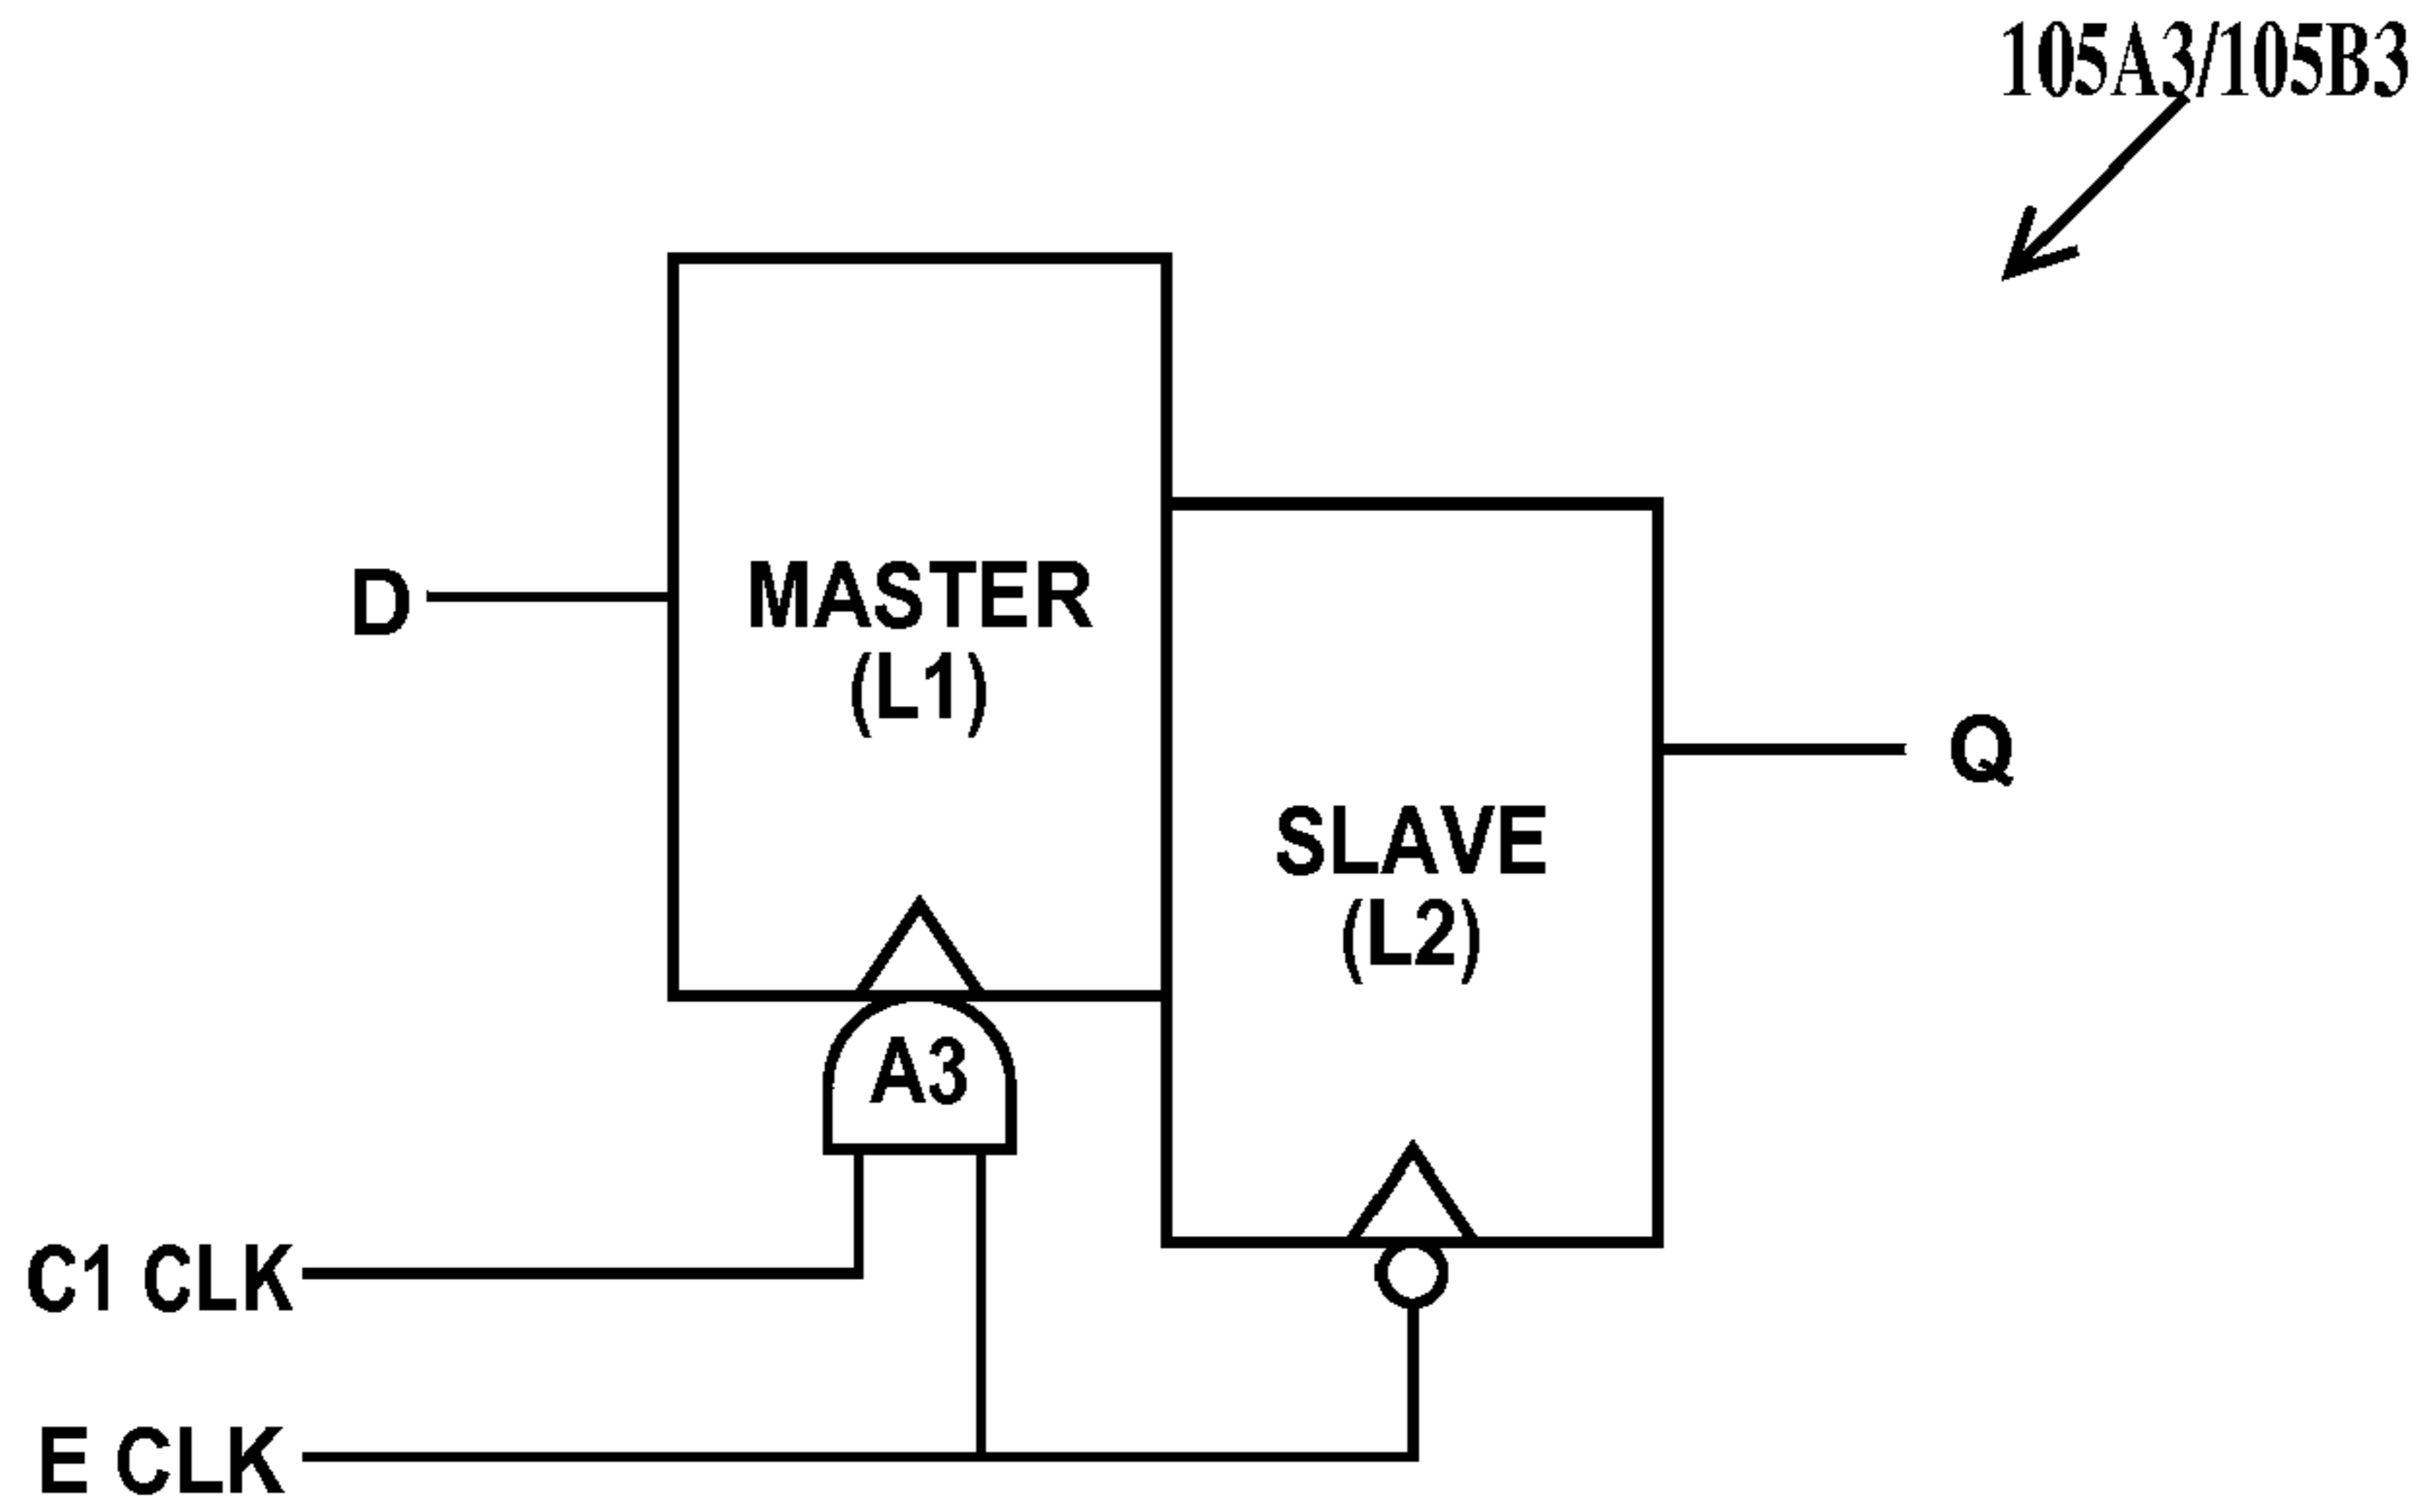 105A3/105B3
D
MASTER
(L1)
Q
SLAVE
(L2)
A3
C1 CLK
E CLK